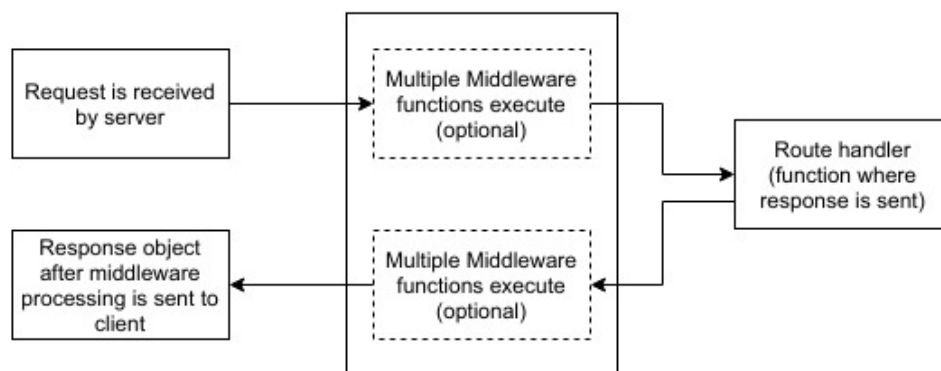 Request is received
by server
Multiple Middleware
functions execute
(optional)
Route handler
(function where
response is sent)
Multiple Middleware
functions execute
(optional)
Response object
after middleware
processing is sent to
client